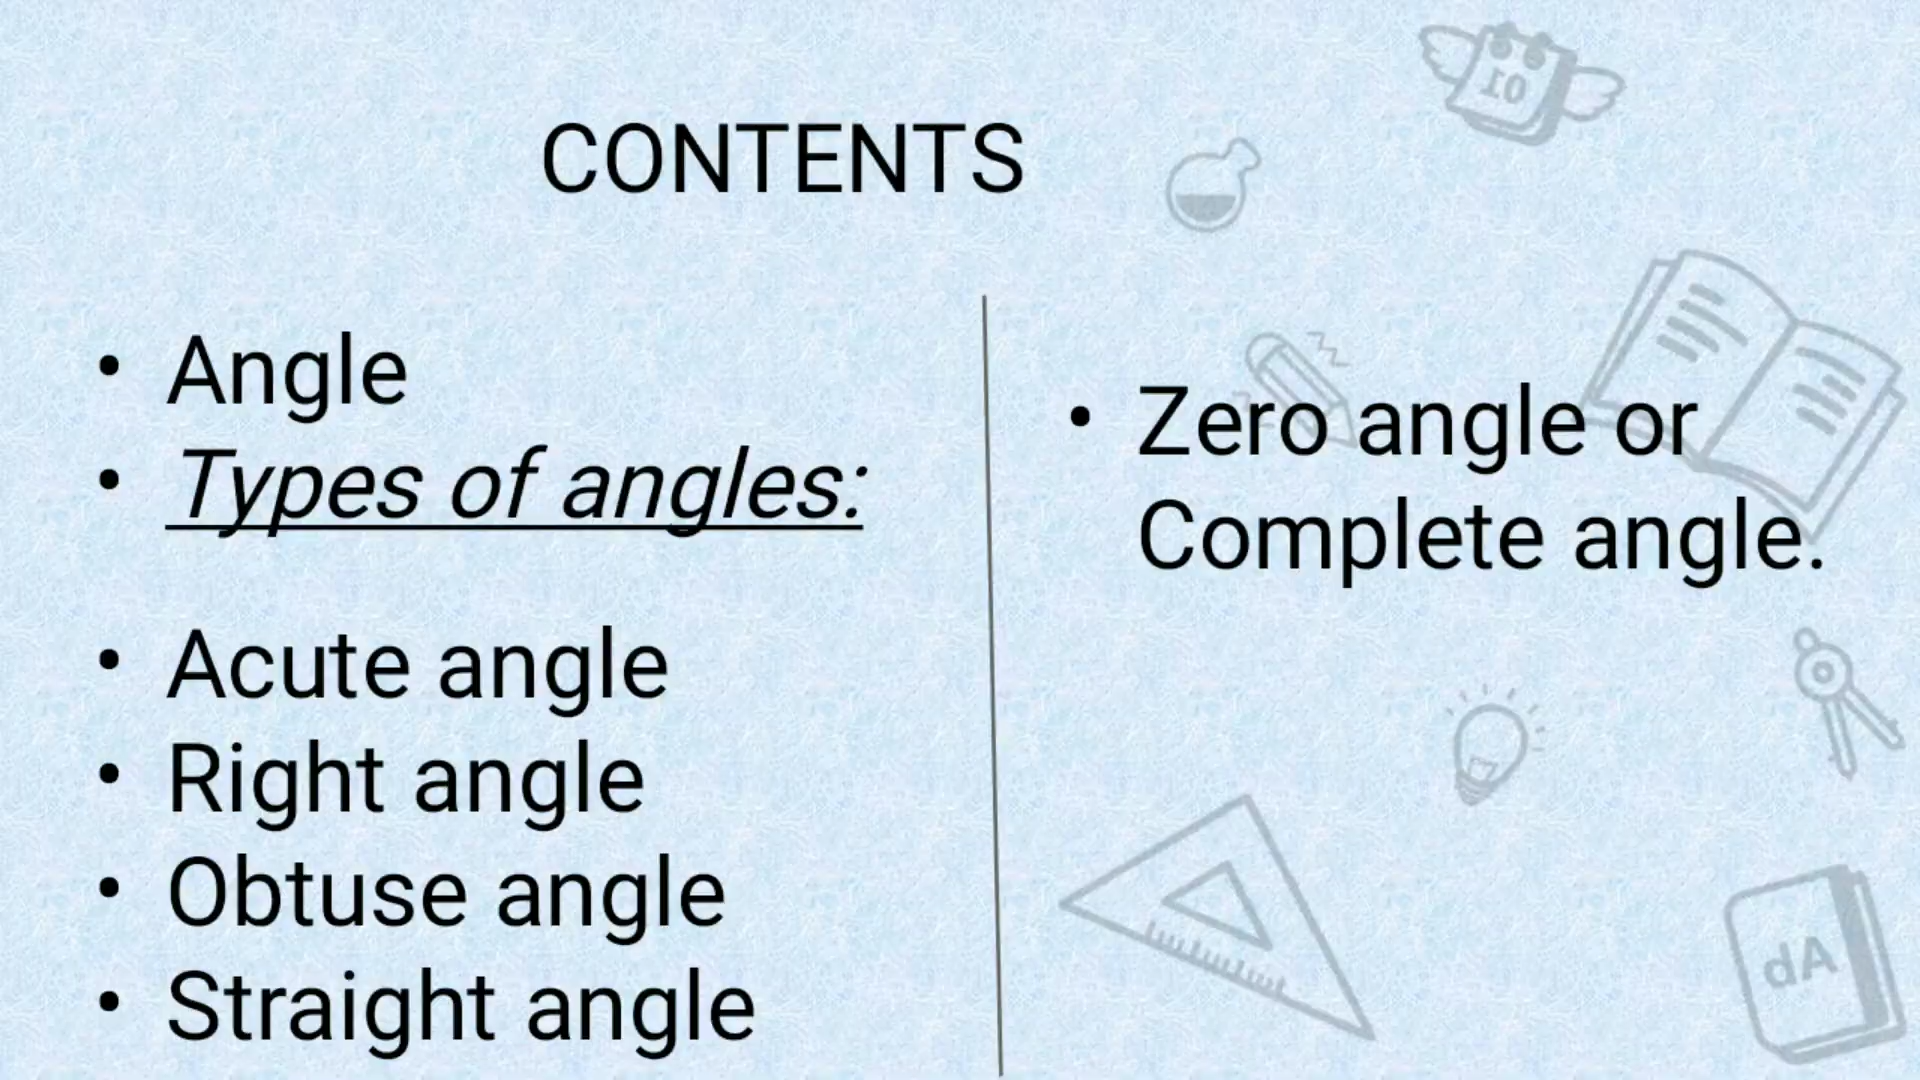 CONTENTS
• Angle
• Types of angles:
• Acute angle
• Right angle
• Obtuse angle
• Straight angle
• Zero angle or
Complete angle.